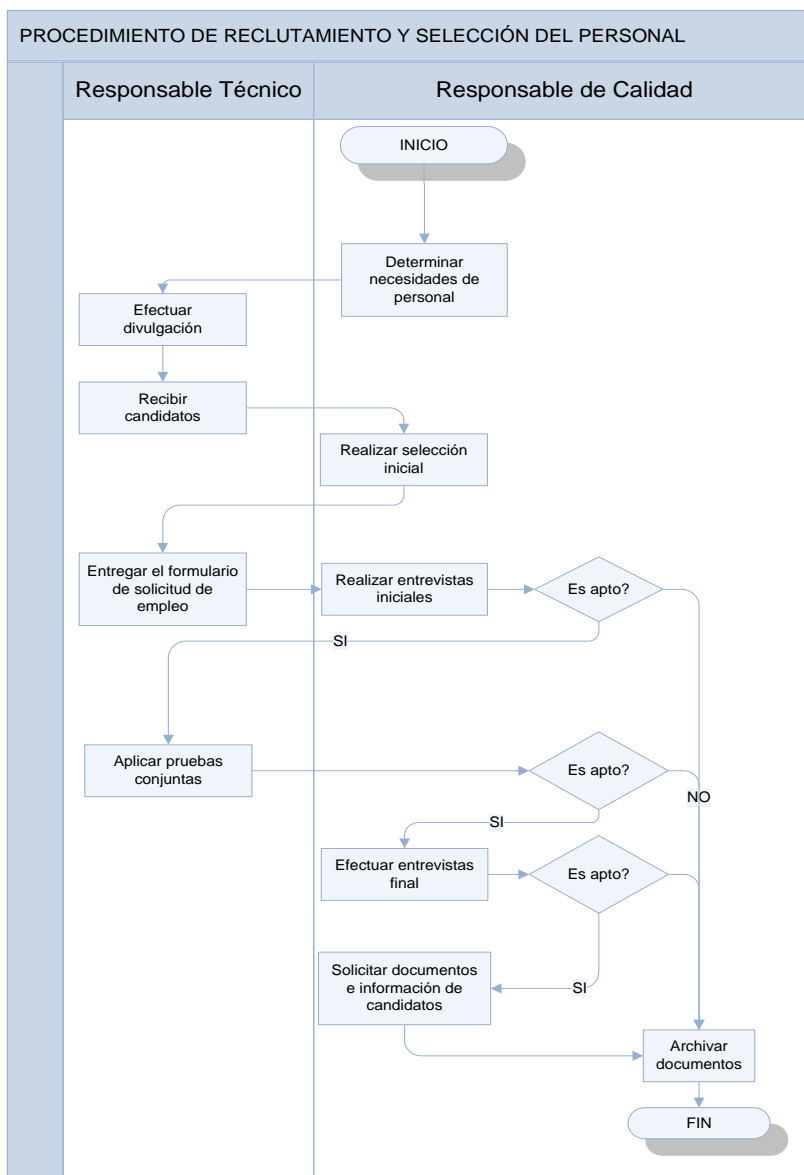 PROCEDIMIENTO DE RECLUTAMIENTO Y SELECCIÓN DEL PERSONAL
Responsable Técnico
Responsable de Calidad
INICIO
Determinar
necesidades de
personal
Efectuar
divulgación
Recibir
candidatos
Realizar selección
inicial
Entregar el formulario
de solicitud de
empleo
Realizar entrevistas
iniciales
Es apto?
SI
Aplicar pruebas
conjuntas
Es apto?
NO
SI
Efectuar entrevistas
final
Es apto?
Solicitar documentos
e información de
candidatos
SI
Archivar
documentos
FIN